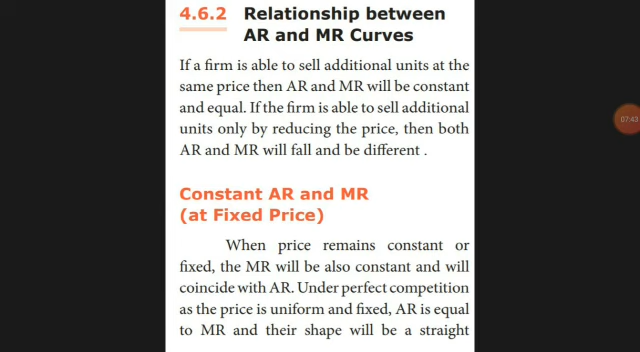 4.6.2 Relationship between
AR and MR Curves
If a firm is able to sell additional units at the
same price then AR and MR will be constant
and equal. If the firm is able to sell additional
units only by reducing the price, then both
AR and MR will fall and be different .
Constant AR and MR
(at Fixed Price)
When price remains constant or
fixed, the MR will be also constant and will
coincide with AR. Under perfect competition
as the price is uniform and fixed, AR is equal
to MR and their shape will be a straight
07:43